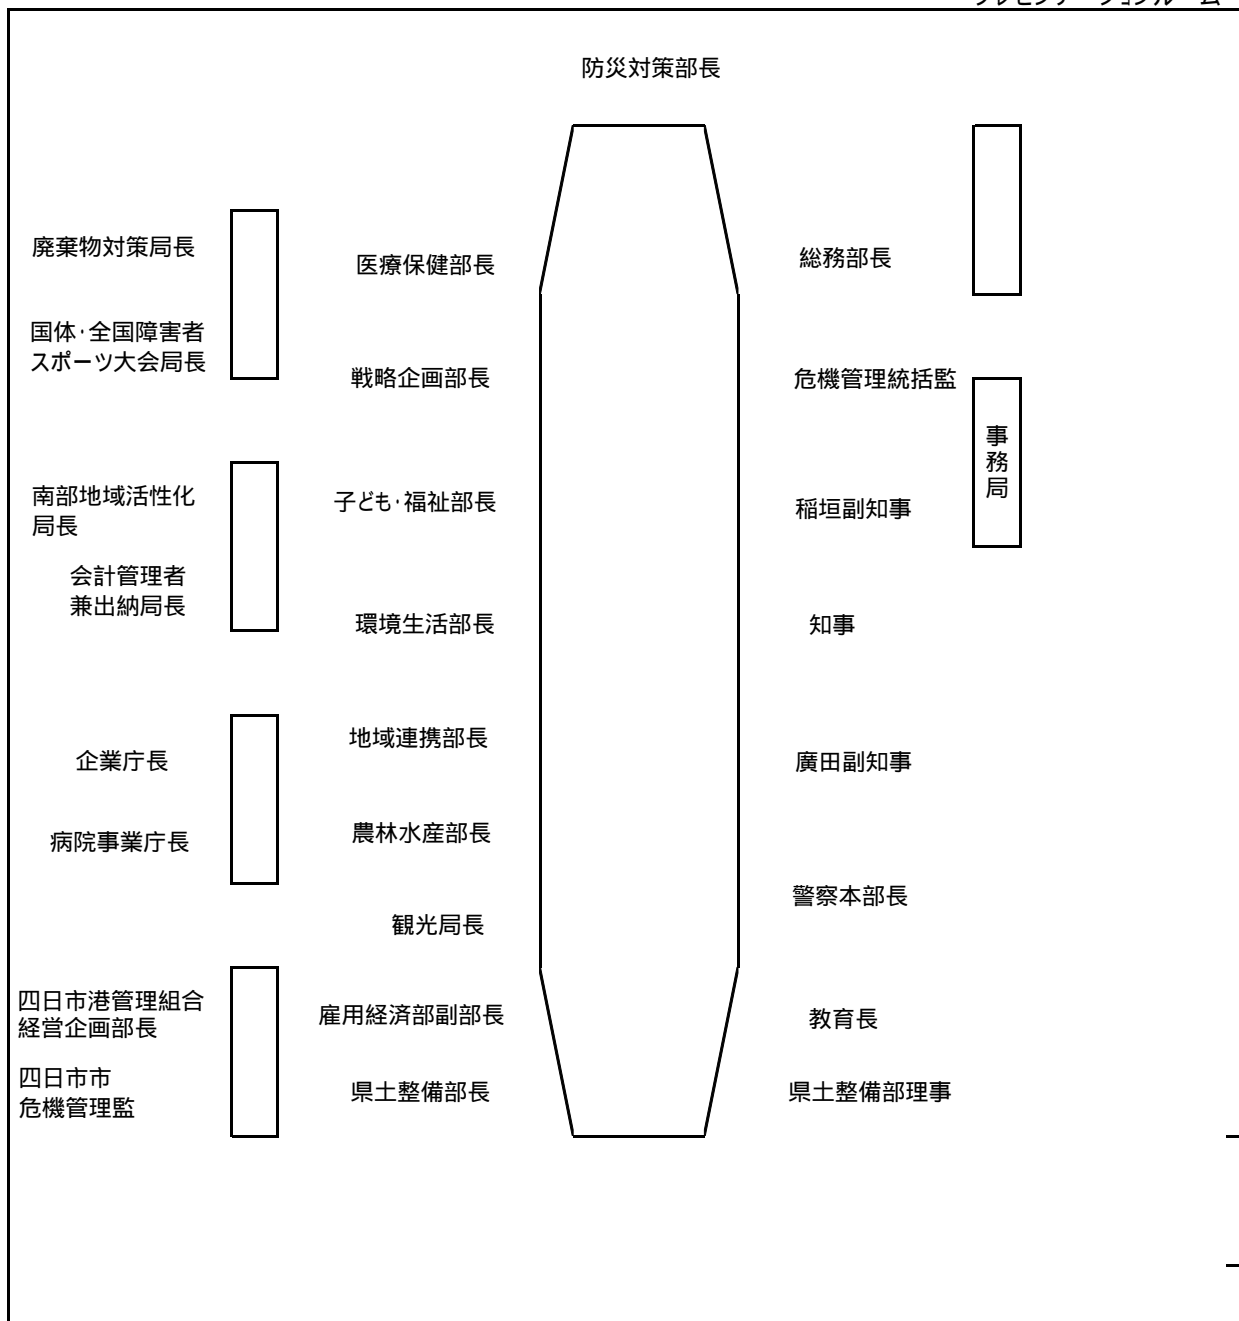 防災対策部長
廃棄物対策局長
国体・全国障害者
スポーツ大会局長
南部地域活性化
局長
会計管理者
兼出納局長
企業庁長
病院事業庁長
四日市港管理組合
経営企画部長
四日市市
危機管理監
医療保健部長
戦略企画部長
子ども・福祉部長
環境生活部長
地域連携部長
農林水産部長
観光局長
雇用経済部副部長
県土整備部長
総務部長
危機管理統括監
稲垣副知事
知事
廣田副知事
警察本部長
教育長
県土整備部理事
事務局